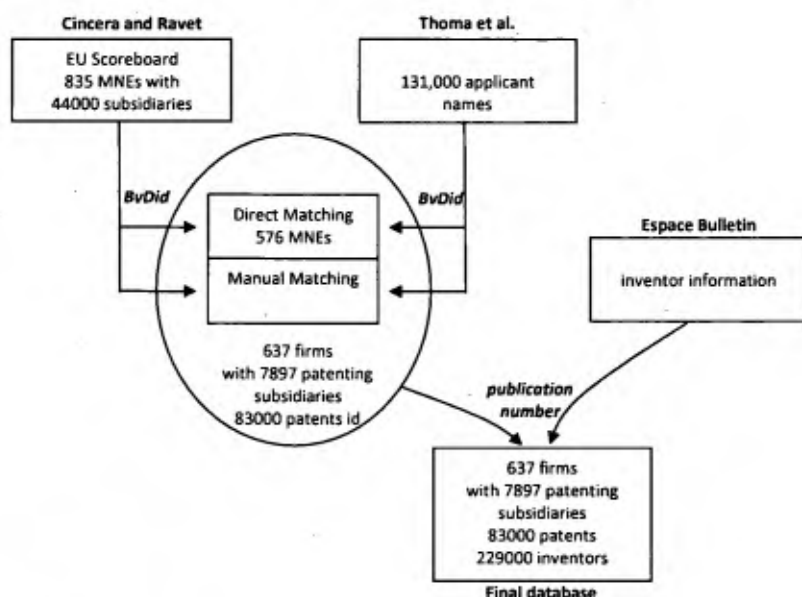 Cincera and Ravet
EU Scoreboard
835 MNEs with
44000 subsidiaries
Thoma et al.
131,000 applicant
names
BvDid
BvDid
Direct Matching
576 MNEs
Manual Matching
637 firms
with 7897 patenting
subsidiaries
83000 patents id
Espace Bulletin
inventor information
publication
number
637 firms
with 7897 patenting
subsidiaries
83000 patents
229000 inventors
Final database